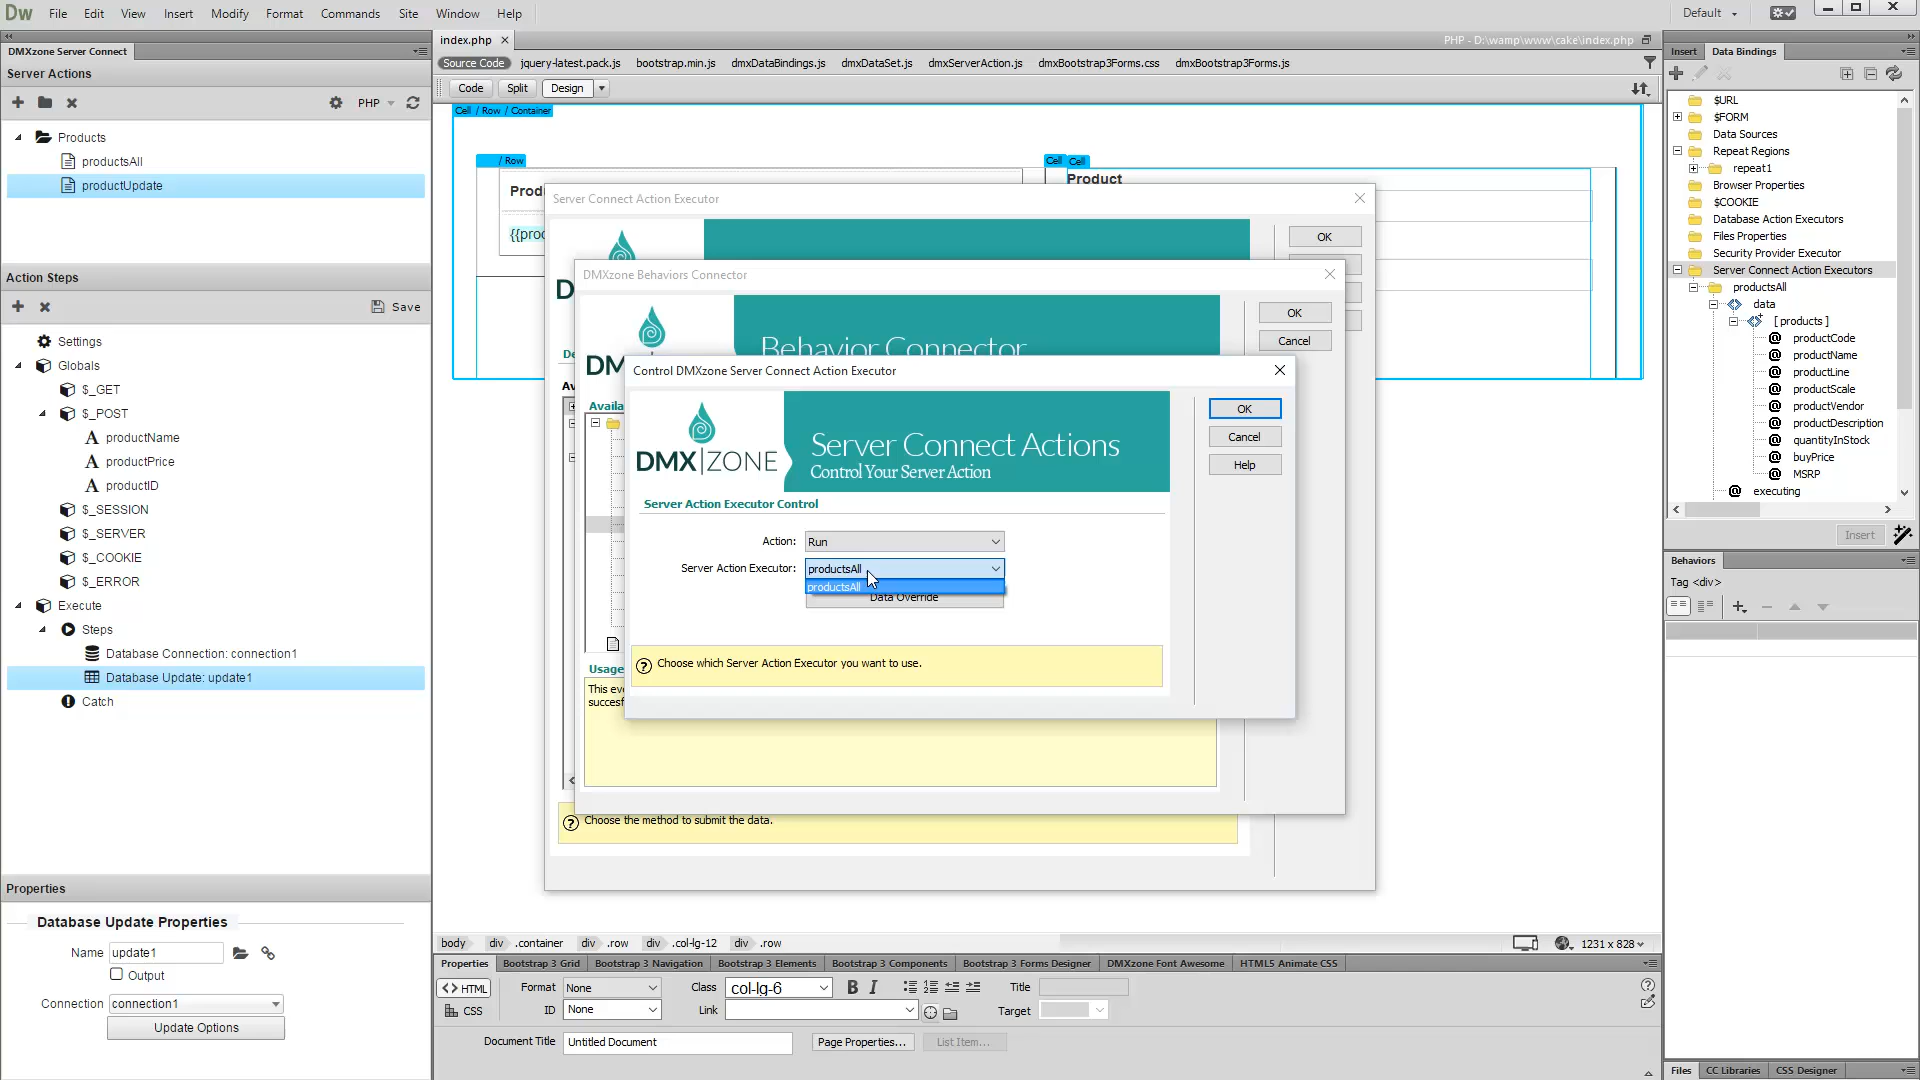 Dw File Edit View Insert Modify Format Commands Site Window Help Default
DMXzone Server Connect
Server Actions
PHP
Products
productsAll
productUpdate
Action Steps
Save
Settings
Globals
$_GET
$_POST
productName
productPrice
productID
$_SESSION
$_SERVER
$_COOKIE
$_ERROR
Execute
Steps
Database Connection: connection1
Database Update: update1
Catch
Properties
Database Update Properties
Name update1
Output
Connection connection1
Update Options
index.php
PHP - D:\wamp\www\cake\index.php
Source Code jquery-latest.pack.js bootstrap.min.js dmxDataBindings.js dmxDataSet.js dmxServerAction.js dmxBootstrap3Forms.css dmxBootstrap3Forms.js
Code Split Design
Cell / Row / Container
/ Row
Cell Cell
Product
Prod
{{proc
Server Connect Action Executor
OK
D
De
Av
Choose the method to submit the data.
DMXzone Behaviors Connector
Behavior Connector
DM
OK
Cancel
Availa
Usage
This eve
succesf
Control DMXzone Server Connect Action Executor
DMX ZONE
Server Connect Actions
Control Your Server Action
OK
Cancel
Help
Server Action Executor Control
Action: Run
Server Action Executor: productsAll
productsAll
Data Override
Choose which Server Action Executor you want to use.
body div .container div .row div .col-lg-12 div .row
1231 x 828
Properties Bootstrap 3 Grid Bootstrap 3 Navigation Bootstrap 3 Elements Bootstrap 3 Components Bootstrap 3 Forms Designer DMXzone Font Awesome HTML5 Animate CSS
<> HTML Format None Class col-lg-6 B I Title
CSS ID None Link Target
Document Title Untitled Document Page Properties... List Item...
Insert Data Bindings
$URL
$FORM
Data Sources
Repeat Regions
repeat1
Browser Properties
$COOKIE
Database Action Executors
Files Properties
Security Provider Executor
Server Connect Action Executors
productsAll
data
[ products ]
productCode
productName
productLine
productScale
productVendor
productDescription
quantityInStock
buyPrice
MSRP
executing
Insert
Behaviors
Tag <div>
Files CC Libraries CSS Designer